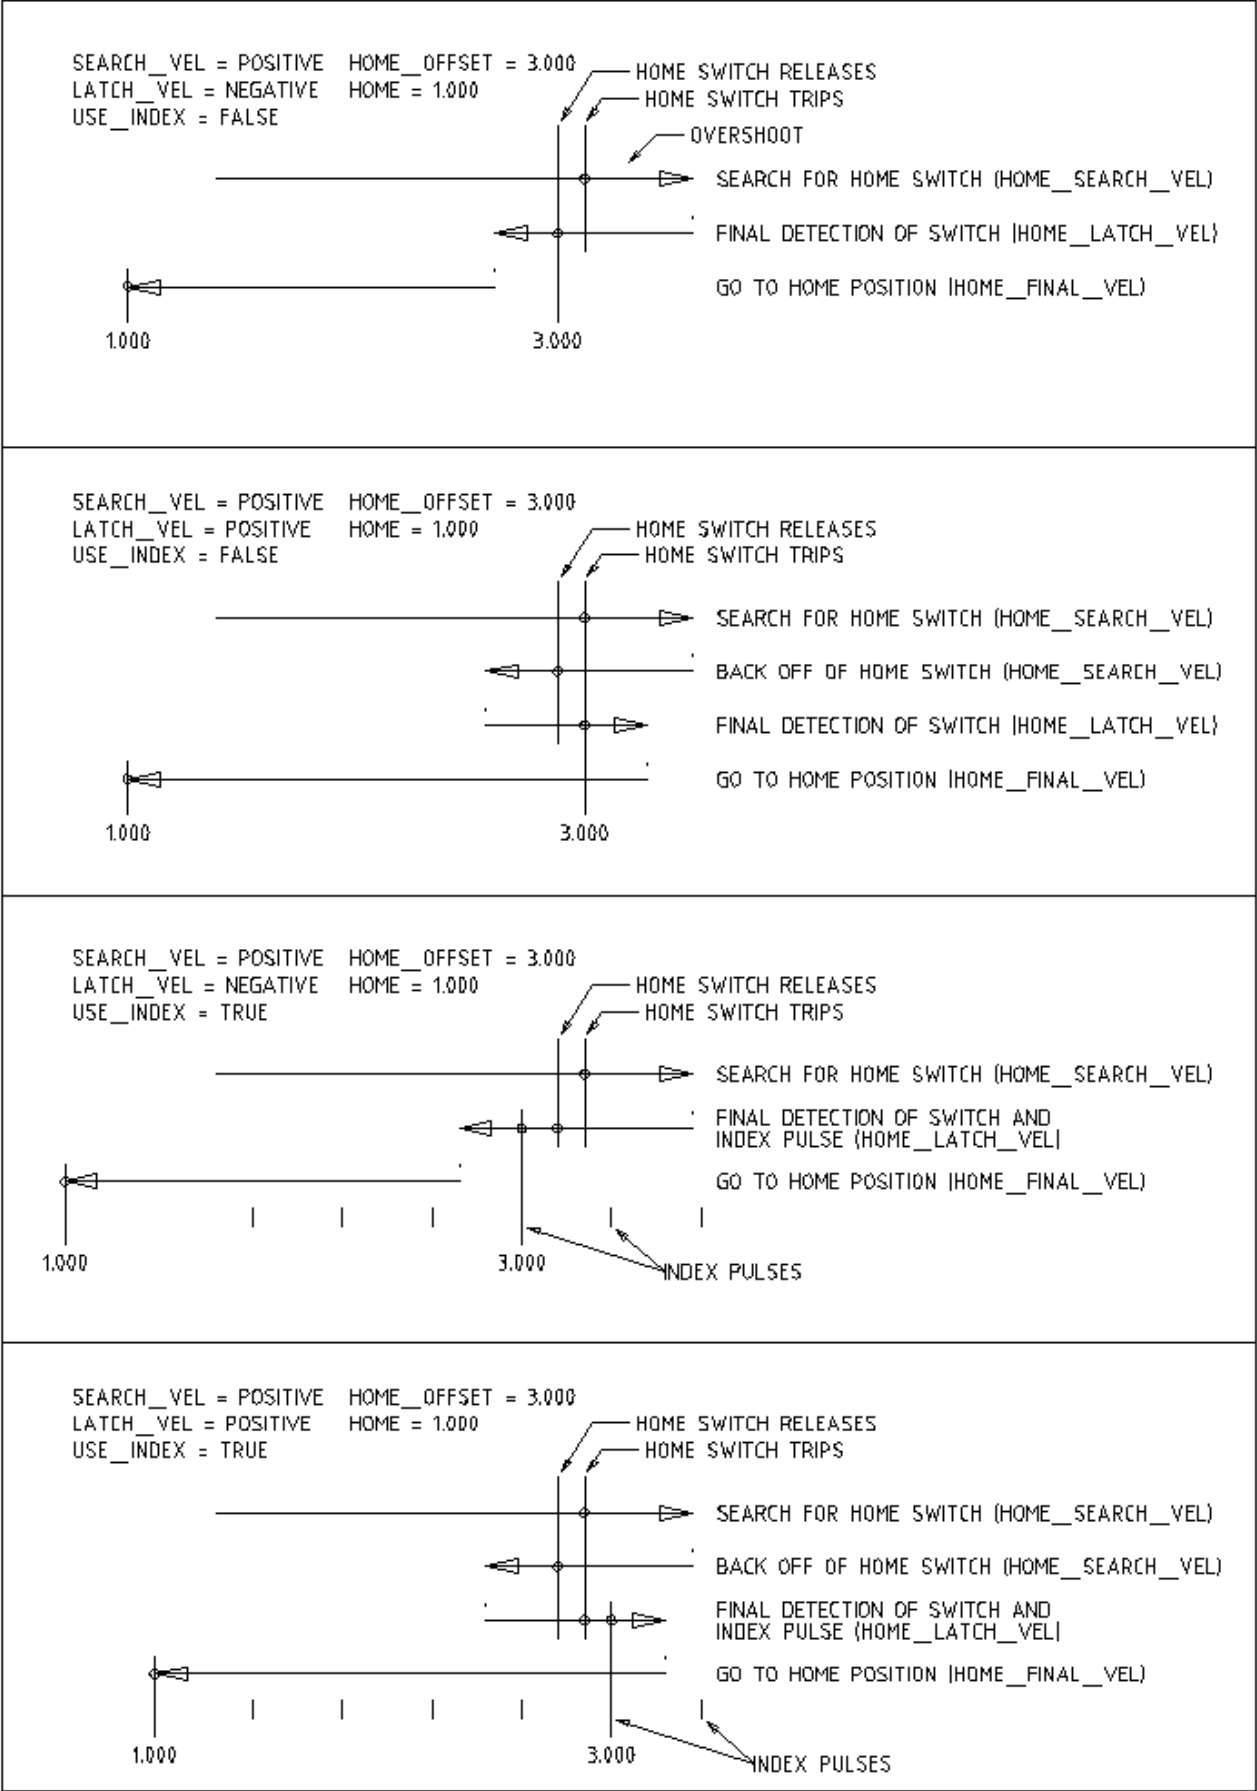 SEARCH_VEL = POSITIVE HOME_OFFSET = 3.000
LATCH_VEL = NEGATIVE HOME = 1.000
USE_INDEX = FALSE
HOME SWITCH RELEASES
HOME SWITCH TRIPS
OVERSHOOT
SEARCH FOR HOME SWITCH (HOME_SEARCH_VEL)
FINAL DETECTION OF SWITCH (HOME_LATCH_VEL)
GO TO HOME POSITION (HOME_FINAL_VEL)
1.000 3.000
SEARCH_VEL = POSITIVE HOME_OFFSET = 3.000
LATCH_VEL = POSITIVE HOME = 1.000
USE_INDEX = FALSE
HOME SWITCH RELEASES
HOME SWITCH TRIPS
SEARCH FOR HOME SWITCH (HOME_SEARCH_VEL)
BACK OFF OF HOME SWITCH (HOME_SEARCH_VEL)
FINAL DETECTION OF SWITCH (HOME_LATCH_VEL)
GO TO HOME POSITION (HOME_FINAL_VEL)
1.000 3.000
SEARCH_VEL = POSITIVE HOME_OFFSET = 3.000
LATCH_VEL = NEGATIVE HOME = 1.000
USE_INDEX = TRUE
HOME SWITCH RELEASES
HOME SWITCH TRIPS
SEARCH FOR HOME SWITCH (HOME_SEARCH_VEL)
FINAL DETECTION OF SWITCH AND
INDEX PULSE (HOME_LATCH_VEL)
GO TO HOME POSITION (HOME_FINAL_VEL)
1.000 3.000
INDEX PULSES
SEARCH_VEL = POSITIVE HOME_OFFSET = 3.000
LATCH_VEL = POSITIVE HOME = 1.000
USE_INDEX = TRUE
HOME SWITCH RELEASES
HOME SWITCH TRIPS
SEARCH FOR HOME SWITCH (HOME_SEARCH_VEL)
BACK OFF OF HOME SWITCH (HOME_SEARCH_VEL)
FINAL DETECTION OF SWITCH AND
INDEX PULSE (HOME_LATCH_VEL)
GO TO HOME POSITION (HOME_FINAL_VEL)
1.000 3.000
INDEX PULSES